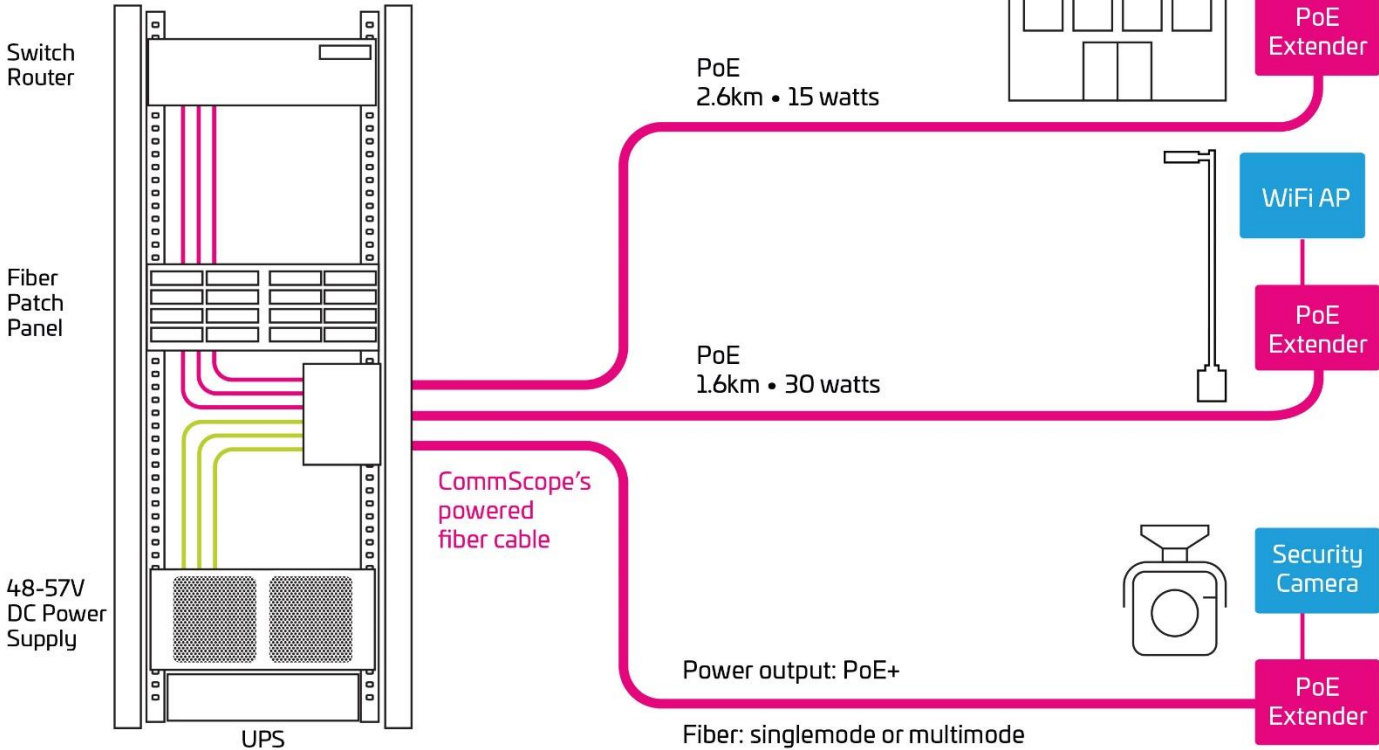 Switch
Router
Fiber
Patch
Panel
48-57V
DC Power
Supply
UPS
PoE
2.6km • 15 watts
PoE
1.6km • 30 watts
CommScope's
powered
fiber cable
Power output: PoE+
Fiber: singlemode or multimode
PoE
Extender
WiFi AP
PoE
Extender
Security
Camera
PoE
Extender